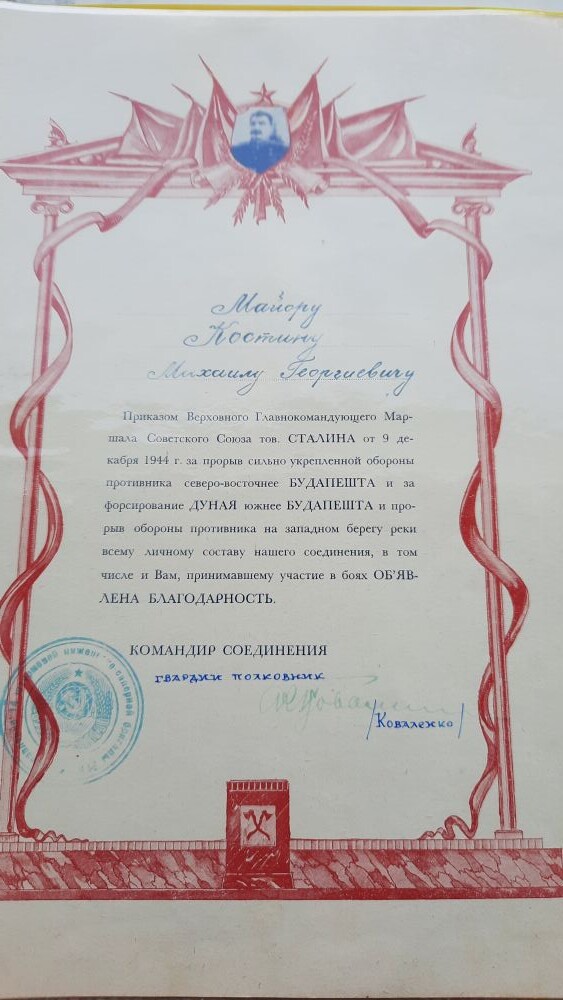 Майору
Костину
Михаилу Георгиевичу
Приказом Верховного Главнокомандующего Мар-
шала Советского Союза тов. СТАЛИНА от 9 де-
кабря 1944 г. за прорыв сильно укрепленной обороны
противника северо-восточнее БУДАПЕШТА и за
форсирование ДУНАЯ южнее БУДАПЕШТА и про-
рыв обороны противника на западном берегу реки
всему личному составу нашего соединения, в том
числе и Вам, принимавшему участие в боях ОБ'ЯВ-
ЛЕНА БЛАГОДАРНОСТЬ.
КОМАНДИР СОЕДИНЕНИЯ
гвардии полковник
/Коваленко/
инженерно-саперной бригады